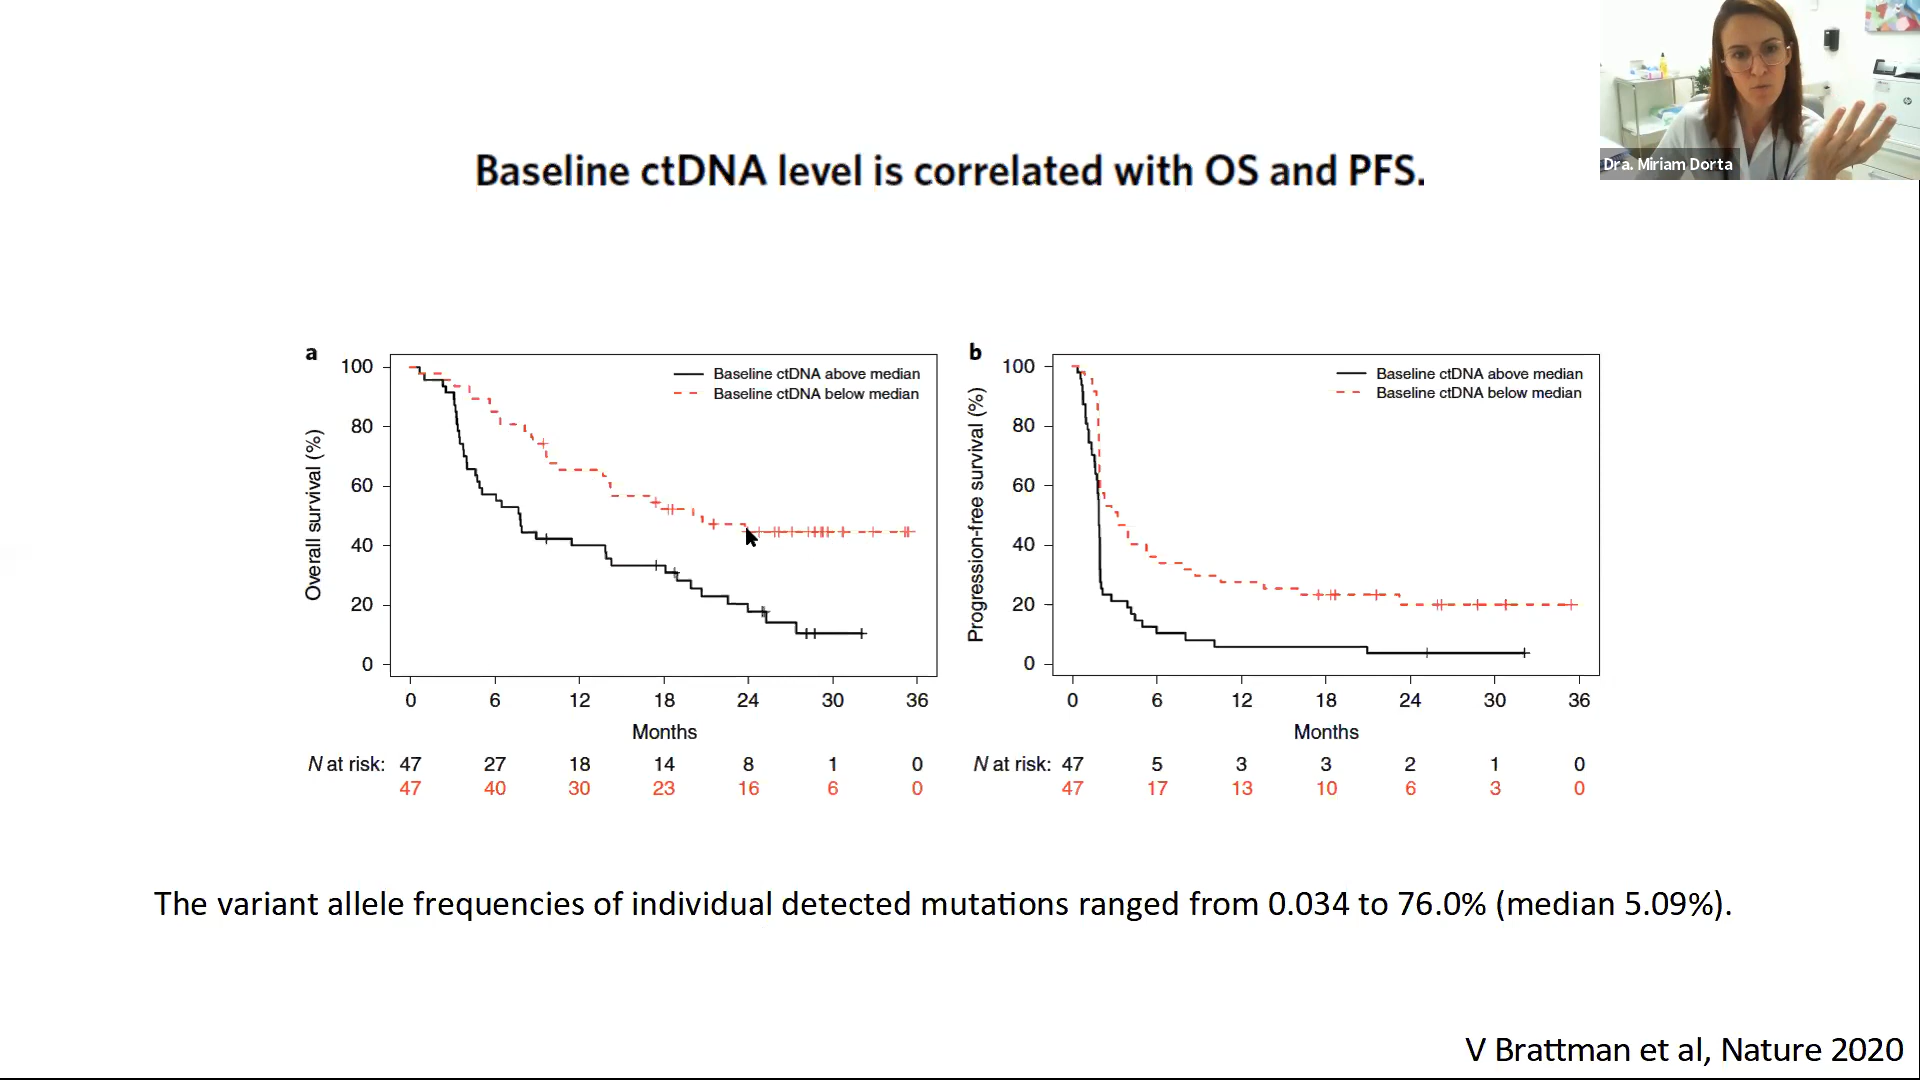 Dra. Miriam Dorta
Baseline ctDNA level is correlated with OS and PFS.
a
Overall survival (%)
100
80
60
40
20
0
Baseline ctDNA above median
Baseline ctDNA below median
0 6 12 18 24 30 36
Months
N at risk: 47 27 18 14 8 1 0
47 40 30 23 16 6 0
b
Progression-free survival (%)
100
80
60
40
20
0
Baseline ctDNA above median
Baseline ctDNA below median
0 6 12 18 24 30 36
Months
N at risk: 47 5 3 3 2 1 0
47 17 13 10 6 3 0
The variant allele frequencies of individual detected mutations ranged from 0.034 to 76.0% (median 5.09%).
V Brattman et al, Nature 2020